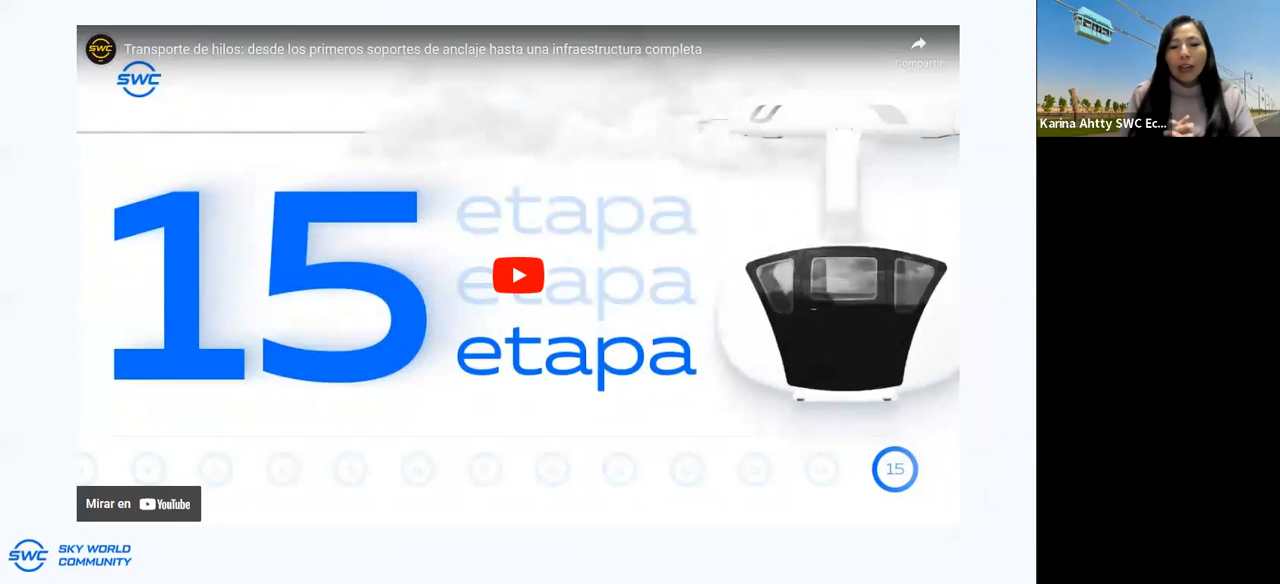 SWC
Transporte de hilos: desde los primeros soportes de anclaje hasta una infraestructura completa
Compartir
SWC
15
etapa
etapa
etapa
15
Mirar en YouTube
SWC
SKY WORLD
COMMUNITY
Karina Ahtty SWC Ec...